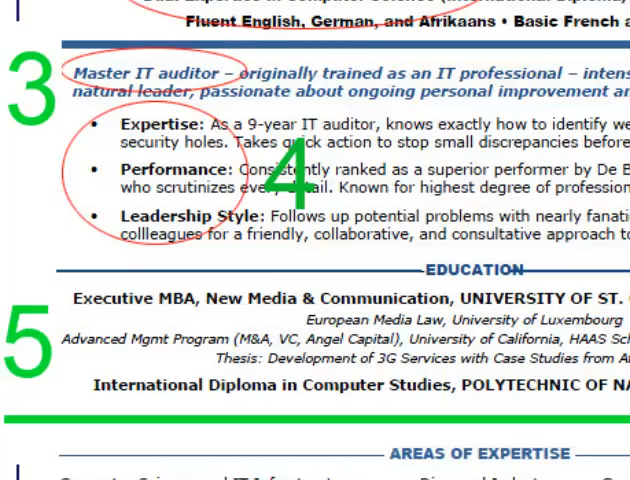 Fluent English, German, and Afrikaans • Basic French a
3
Master IT auditor – originally trained as an IT professional – intens
natural leader, passionate about ongoing personal improvement an
• Expertise: As a 9-year IT auditor, knows exactly how to identify we
security holes. Takes quick action to stop small discrepancies before
4
• Performance: Consistently ranked as a superior performer by De B
who scrutinizes every detail. Known for highest degree of profession
• Leadership Style: Follows up potential problems with nearly fanati
collleagues for a friendly, collaborative, and consultative approach to
EDUCATION
5
Executive MBA, New Media & Communication, UNIVERSITY OF ST.
European Media Law, University of Luxembourg
Advanced Mgmt Program (M&A, VC, Angel Capital), University of California, HAAS Sc
Thesis: Development of 3G Services with Case Studies from
International Diploma in Computer Studies, POLYTECHNIC OF NA
AREAS OF EXPERTISE